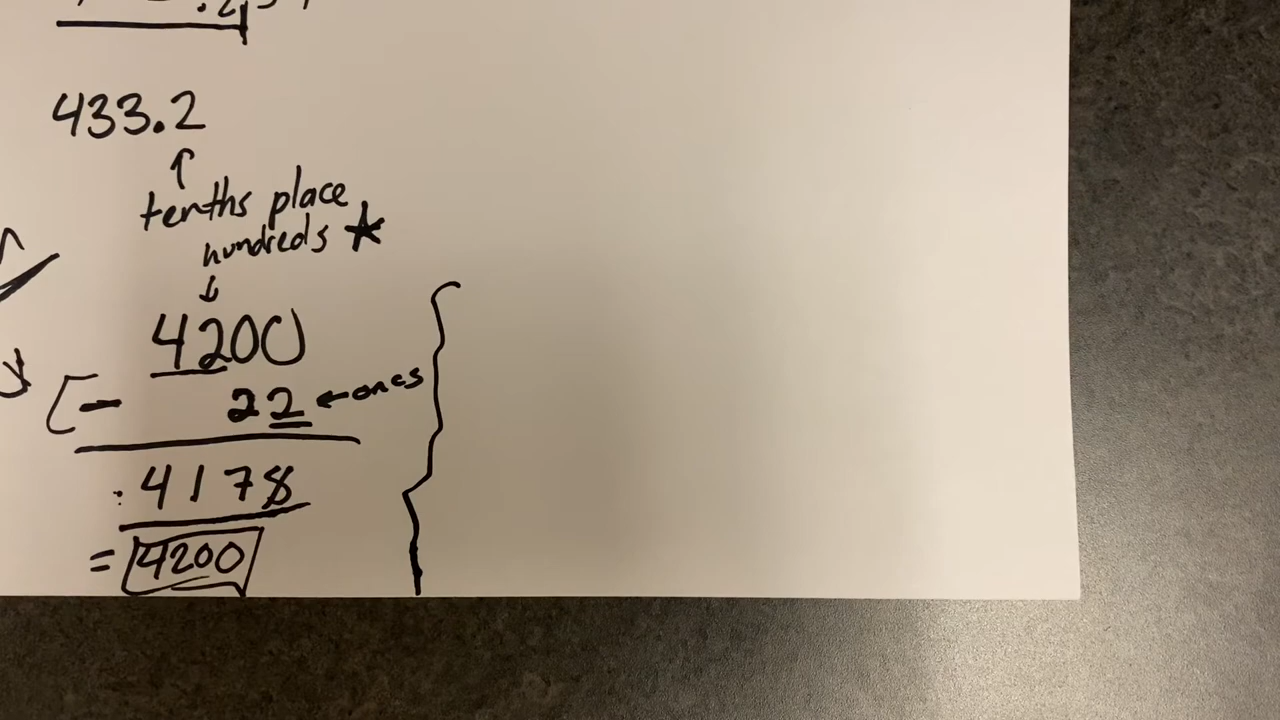 433.2
↑
tenths place
hundreds ★
↓
4200
- 22 ← ones
4178
= 4200